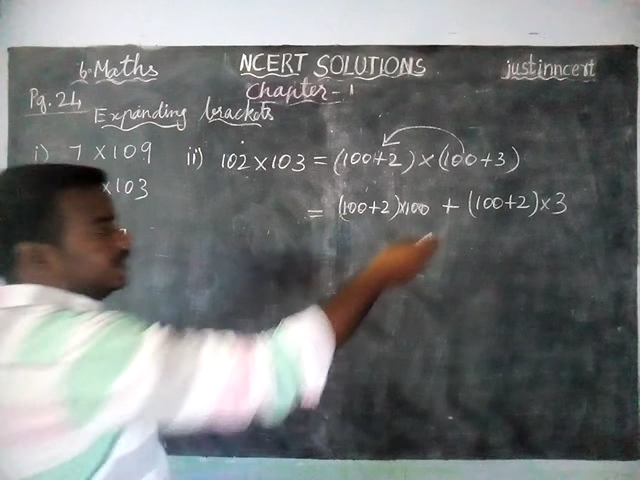 6. Maths NCERT SOLUTIONS justinncert
Chapter-1
Pg. 24 Expanding brackets
i) 7 × 109 ii) 102 × 103 = (100+2) × (100+3)
× 103 = (100+2)×100 + (100+2)×3